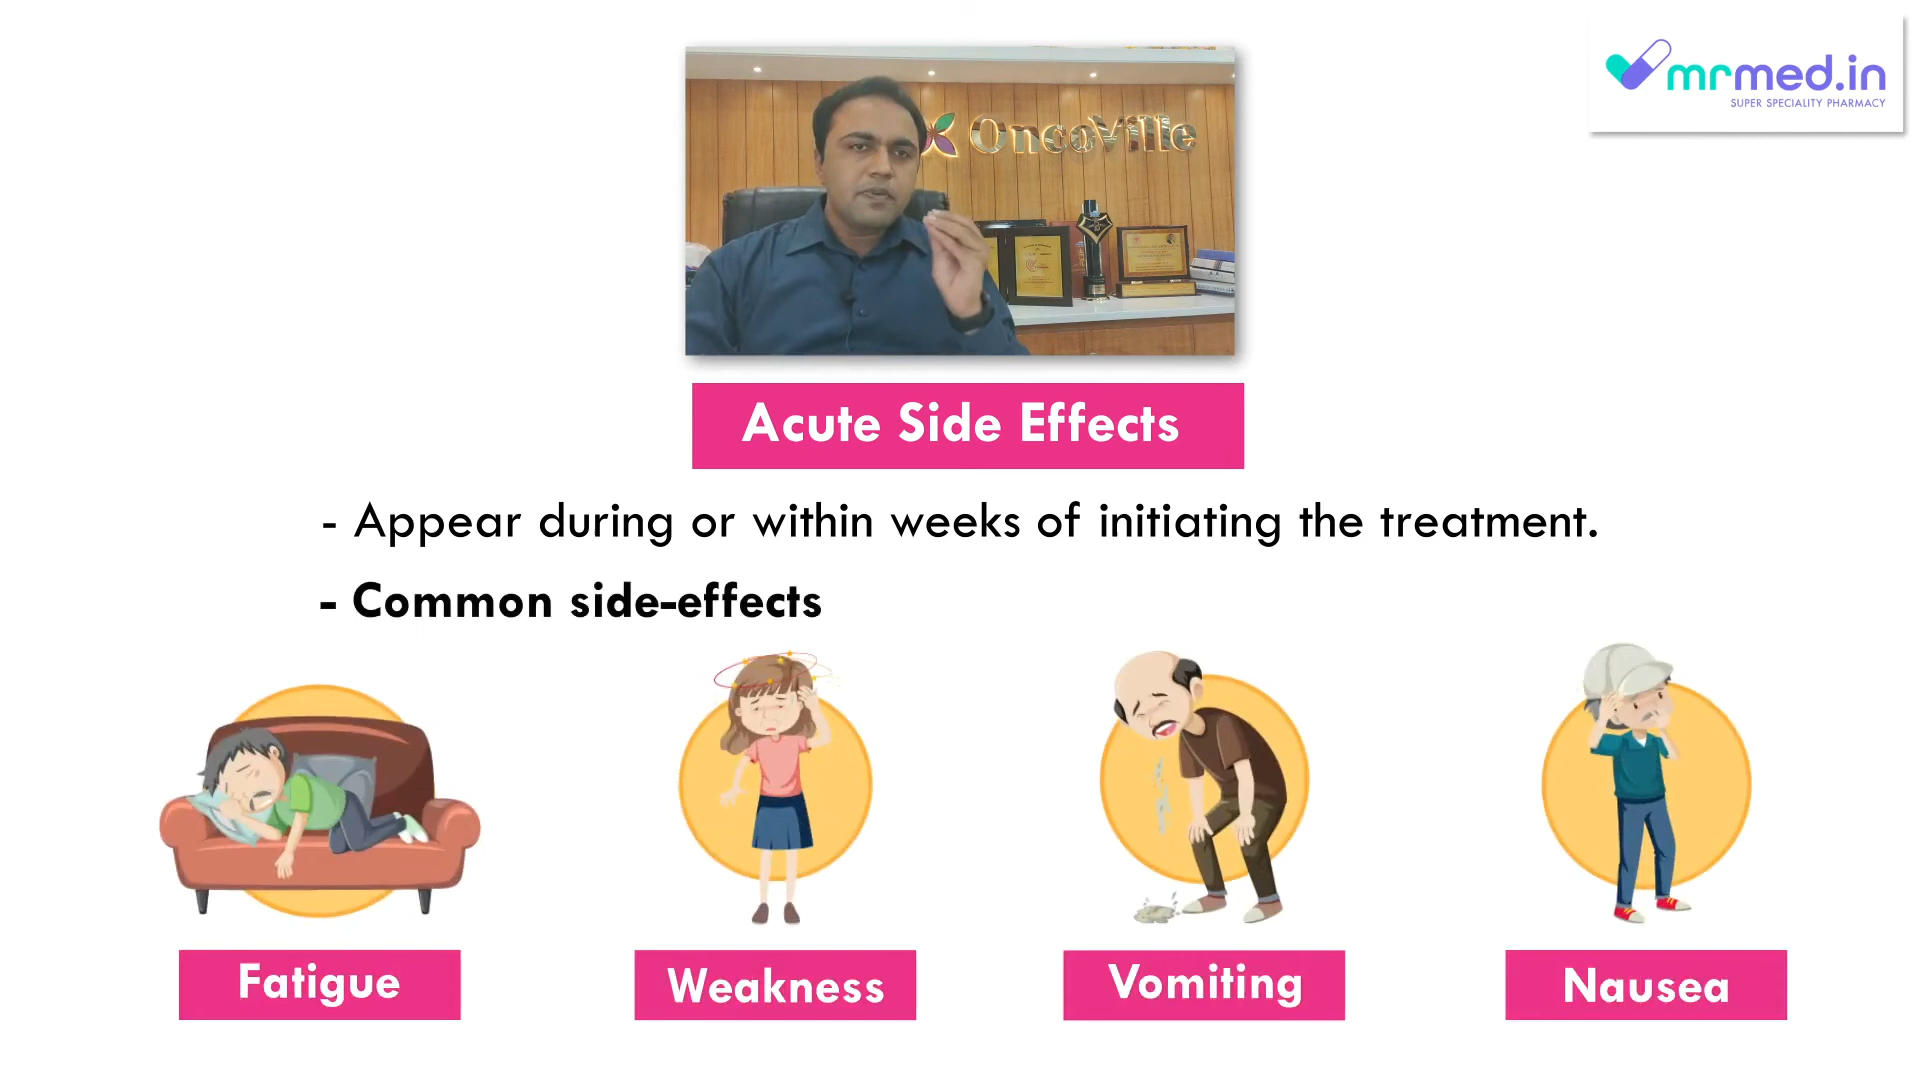 mrmed.in
SUPER SPECIALITY PHARMACY
OncoVille
Acute Side Effects
- Appear during or within weeks of initiating the treatment.
- Common side-effects
Fatigue
Weakness
Vomiting
Nausea